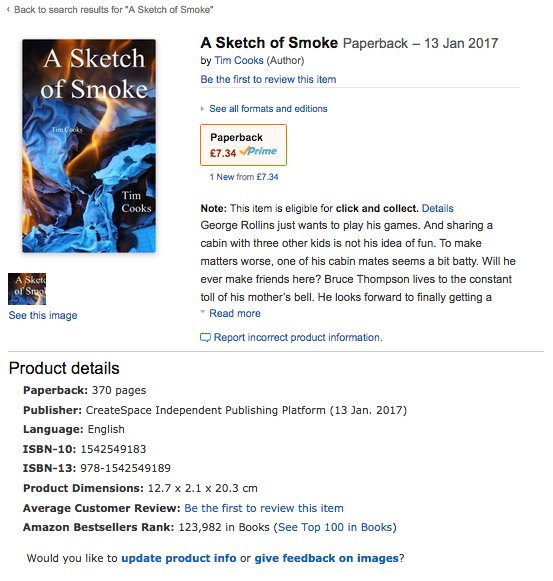 ‹ Back to search results for "A Sketch of Smoke"
A Sketch
of Smoke
Tim Cooks
Tim
Cooks
A Sketch of Smoke Paperback – 13 Jan 2017
by Tim Cooks (Author)
Be the first to review this item
See all formats and editions
Paperback
£7.34 Prime
1 New from £7.34
Note: This item is eligible for click and collect. Details
George Rollins just wants to play his games. And sharing a
cabin with three other kids is not his idea of fun. To make
matters worse, one of his cabin mates seems a bit batty. Will he
ever make friends here? Bruce Thompson lives to the constant
toll of his mother's bell. He looks forward to finally getting a
Read more
Report incorrect product information.
A Sketc
of Smol
See this image
Product details
Paperback: 370 pages
Publisher: CreateSpace Independent Publishing Platform (13 Jan. 2017)
Language: English
ISBN-10: 1542549183
ISBN-13: 978-1542549189
Product Dimensions: 12.7 x 2.1 x 20.3 cm
Average Customer Review: Be the first to review this item
Amazon Bestsellers Rank: 123,982 in Books (See Top 100 in Books)
Would you like to update product info or give feedback on images?